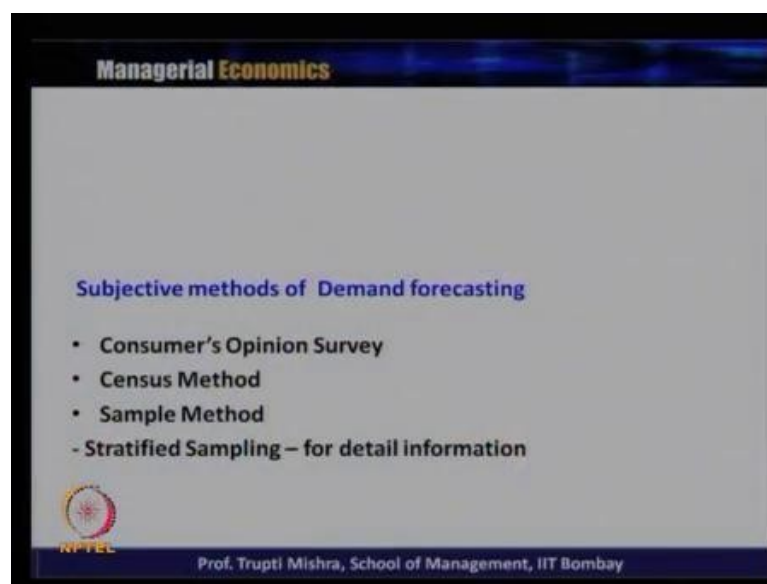 Managerial Economics
Subjective methods of Demand forecasting
• Consumer's Opinion Survey
• Census Method
• Sample Method
- Stratified Sampling – for detail information
NPTEL
Prof. Trupti Mishra, School of Management, IIT Bombay